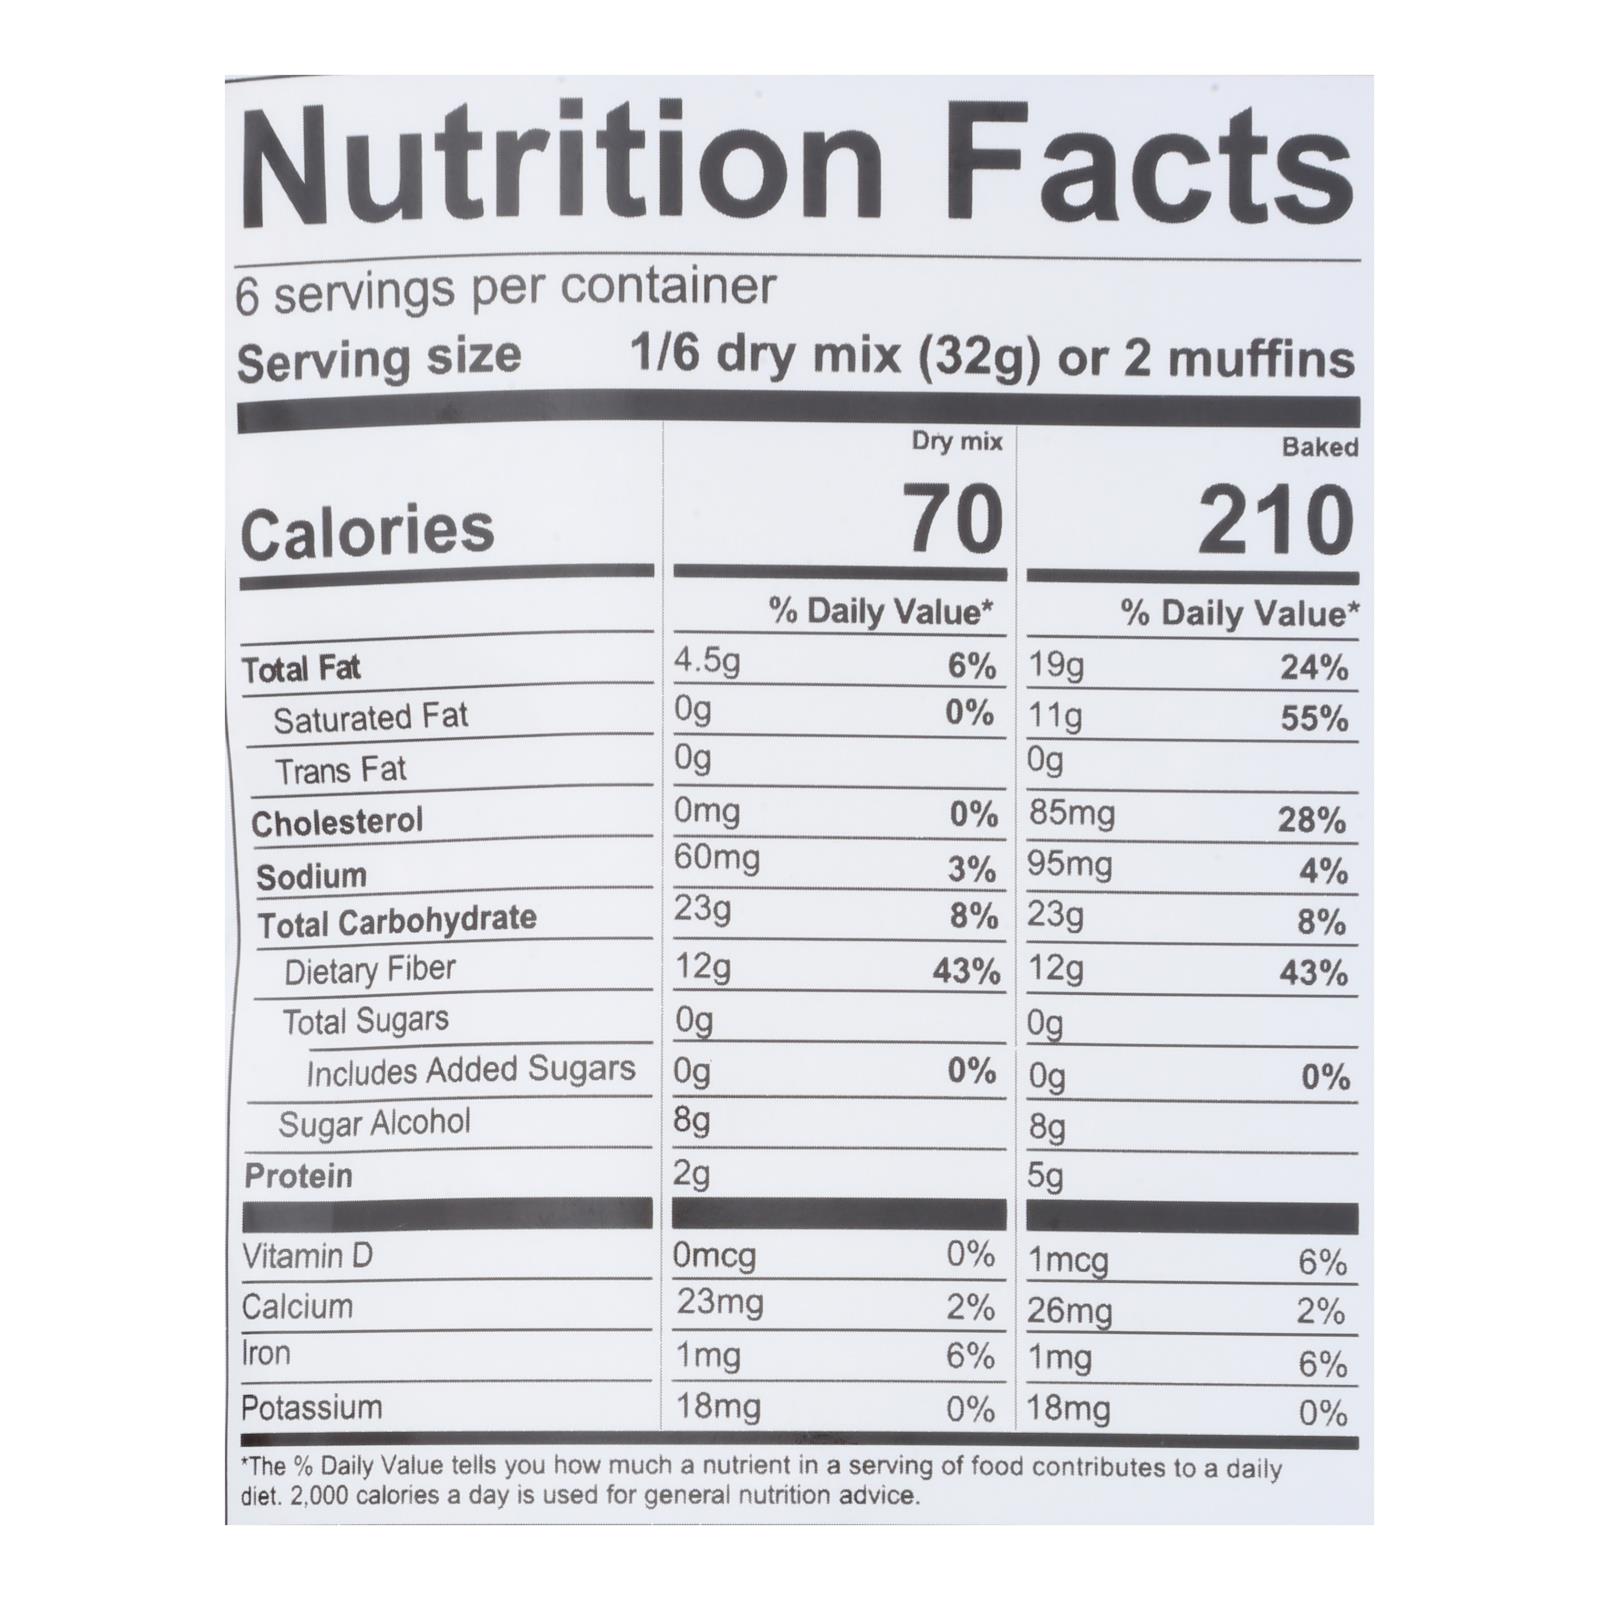 Nutrition Facts
6 servings per container
Serving size 1/6 dry mix (32g) or 2 muffins
Dry mix Baked
Calories 70 210
% Daily Value* % Daily Value*
Total Fat 4.5g 6% 19g 24%
Saturated Fat 0g 0% 11g 55%
Trans Fat 0g 0g
Cholesterol 0mg 0% 85mg 28%
Sodium 60mg 3% 95mg 4%
Total Carbohydrate 23g 8% 23g 8%
Dietary Fiber 12g 43% 12g 43%
Total Sugars 0g 0g
Includes Added Sugars 0g 0% 0g 0%
Sugar Alcohol 8g 8g
Protein 2g 5g
Vitamin D 0mcg 0% 1mcg 6%
Calcium 23mg 2% 26mg 2%
Iron 1mg 6% 1mg 6%
Potassium 18mg 0% 18mg 0%
*The % Daily Value tells you how much a nutrient in a serving of food contributes to a daily
diet. 2,000 calories a day is used for general nutrition advice.